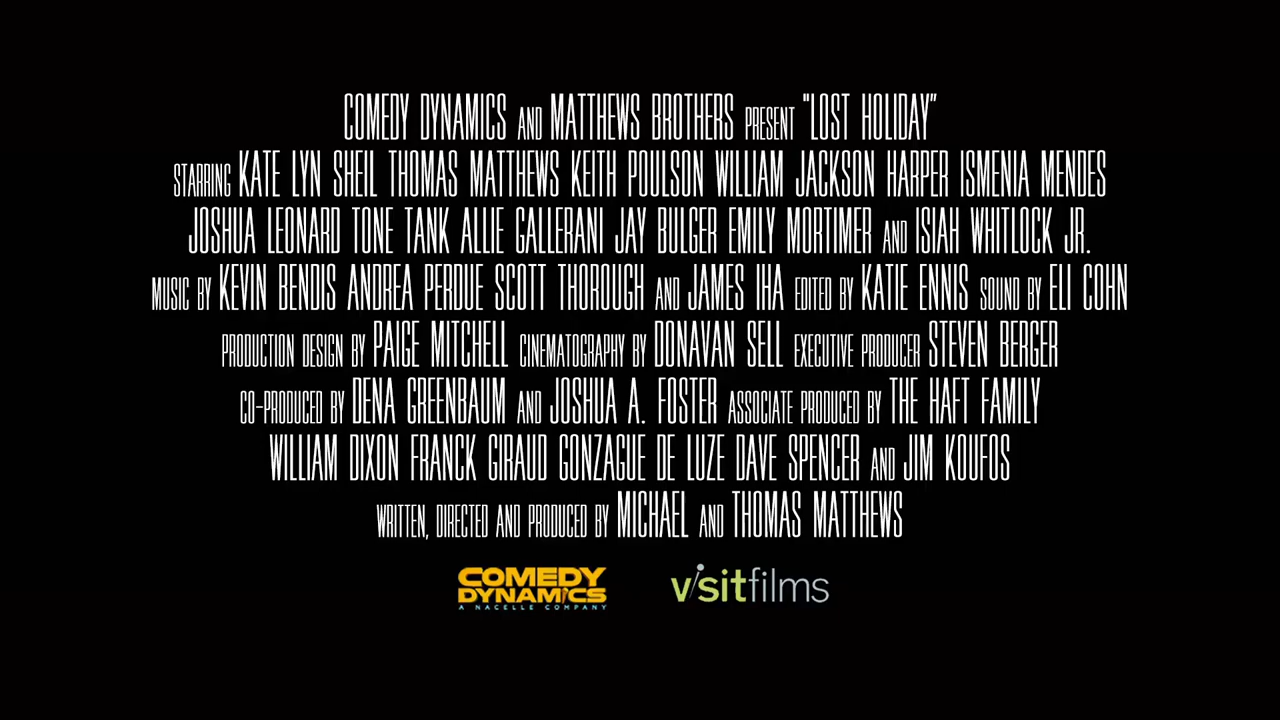 COMEDY DYNAMICS AND MATTHEWS BROTHERS PRESENT "LOST HOLIDAY"
STARRING KATE LYN SHEIL THOMAS MATTHEWS KEITH POULSON WILLIAM JACKSON HARPER ISMENIA MENDES
JOSHUA LEONARD TONE TANK ALLIE GALLERANI JAY BULGER EMILY MORTIMER AND ISIAH WHITLOCK JR.
MUSIC BY KEVIN BENDIS ANDREA PERDUE SCOTT THOROUGH AND JAMES IHA EDITED BY KATIE ENNIS SOUND BY ELI COHN
PRODUCTION DESIGN BY PAIGE MITCHELL CINEMATOGRAPHY BY DONAVAN SELL EXECUTIVE PRODUCER STEVEN BERGER
CO-PRODUCED BY DENA GREENBAUM AND JOSHUA A. FOSTER ASSOCIATE PRODUCED BY THE HAFT FAMILY
WILLIAM DIXON FRANCK GIRAUD GONZAGUE DE LUZE DAVE SPENCER AND JIM KOUFOS
WRITTEN, DIRECTED AND PRODUCED BY MICHAEL AND THOMAS MATTHEWS
COMEDY
DYNAMICS
A NACELLE COMPANY
visitfilms